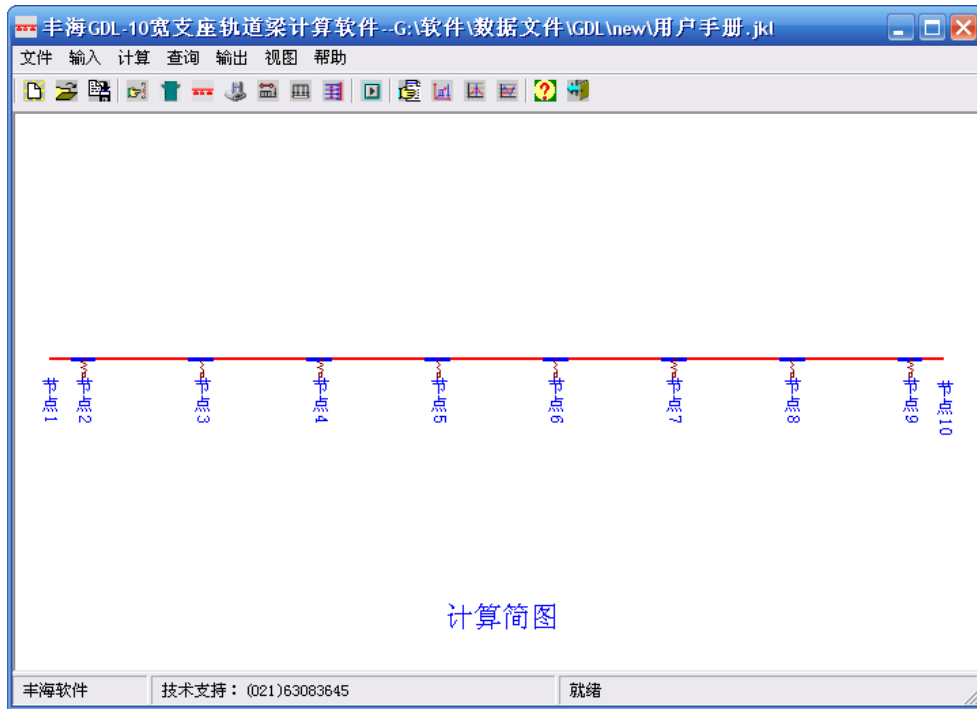 丰海GDL-10宽支座轨道梁计算软件--G:\软件\数据文件\GDL\new\用户手册.jkl
文件 输入 计算 查询 输出 视图 帮助
节点1 节点2 节点3 节点4 节点5 节点6 节点7 节点8 节点9 节点10
计算简图
丰海软件 技术支持：(021)63083645 就绪